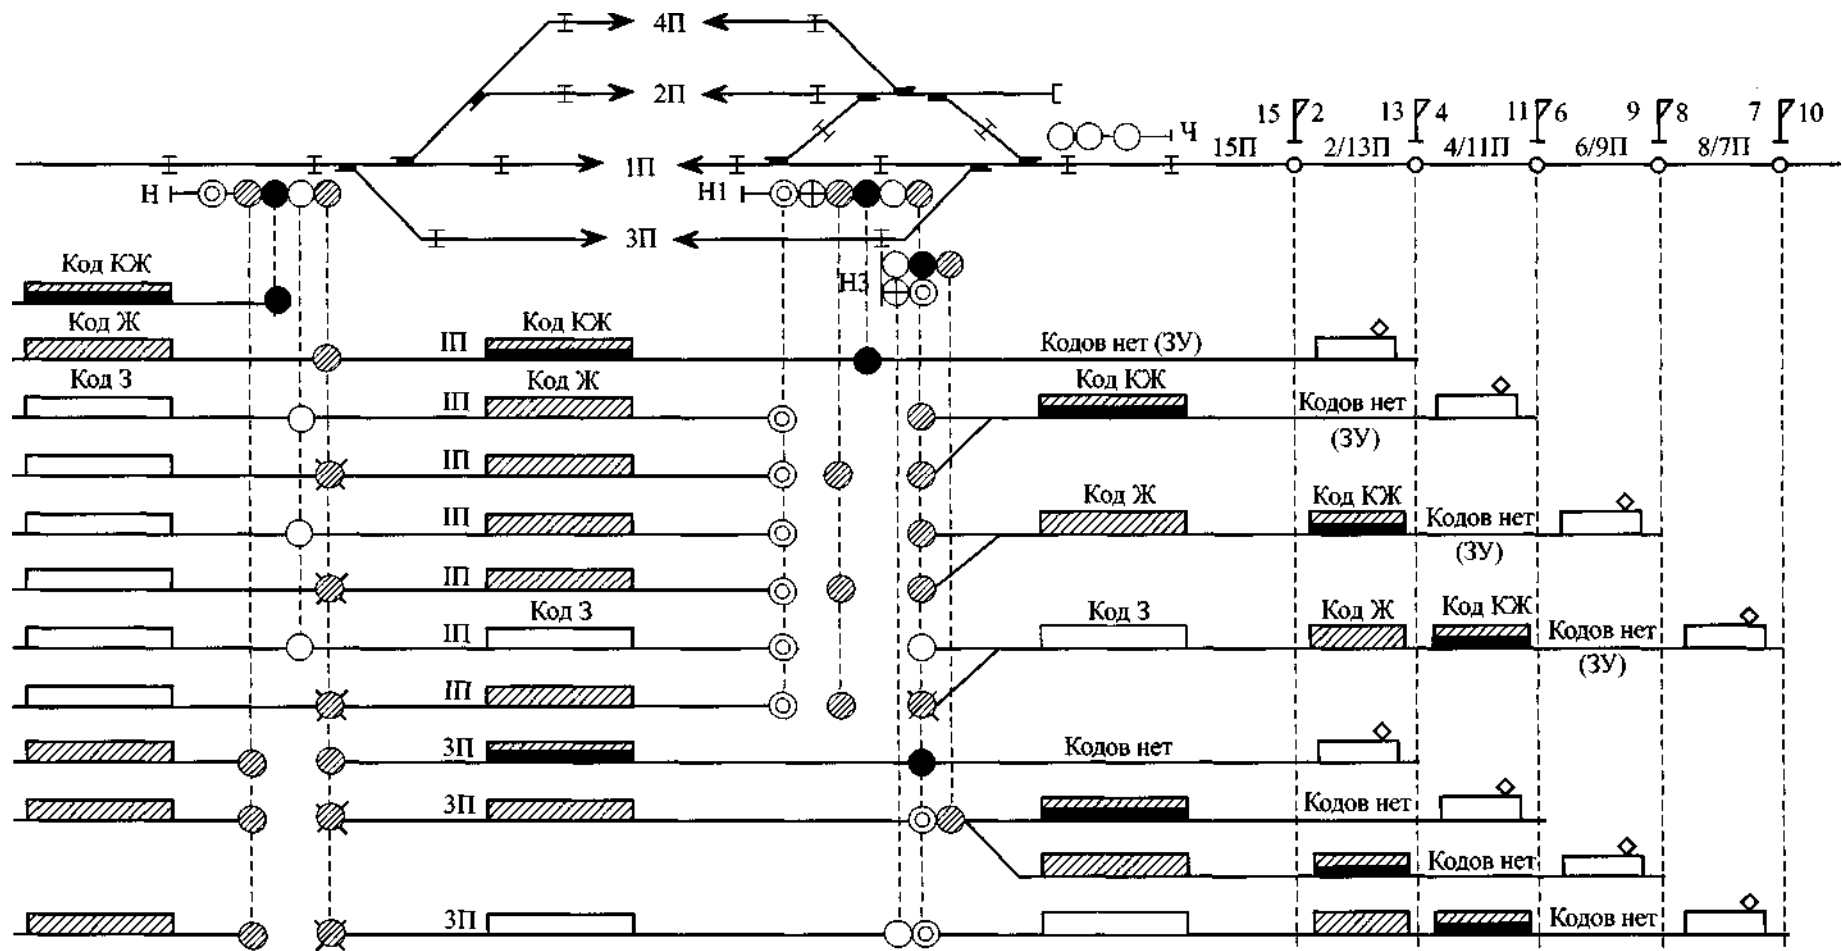 4П
2П
Ч
15 2 13 4 11 6 9 8 7 10
1П 15П 2/13П 4/11П 6/9П 8/7П
Н Н1
3П
Код КЖ Н3
Код Ж IП Код КЖ Кодов нет (ЗУ)
Код З IП Код Ж Код КЖ Кодов нет
(ЗУ)
IП
IП Код Ж Код КЖ Кодов нет
(ЗУ)
IП
IП Код З Код З Код Ж Код КЖ Кодов нет
(ЗУ)
IП
3П Кодов нет
3П Кодов нет
Кодов нет
3П Кодов нет